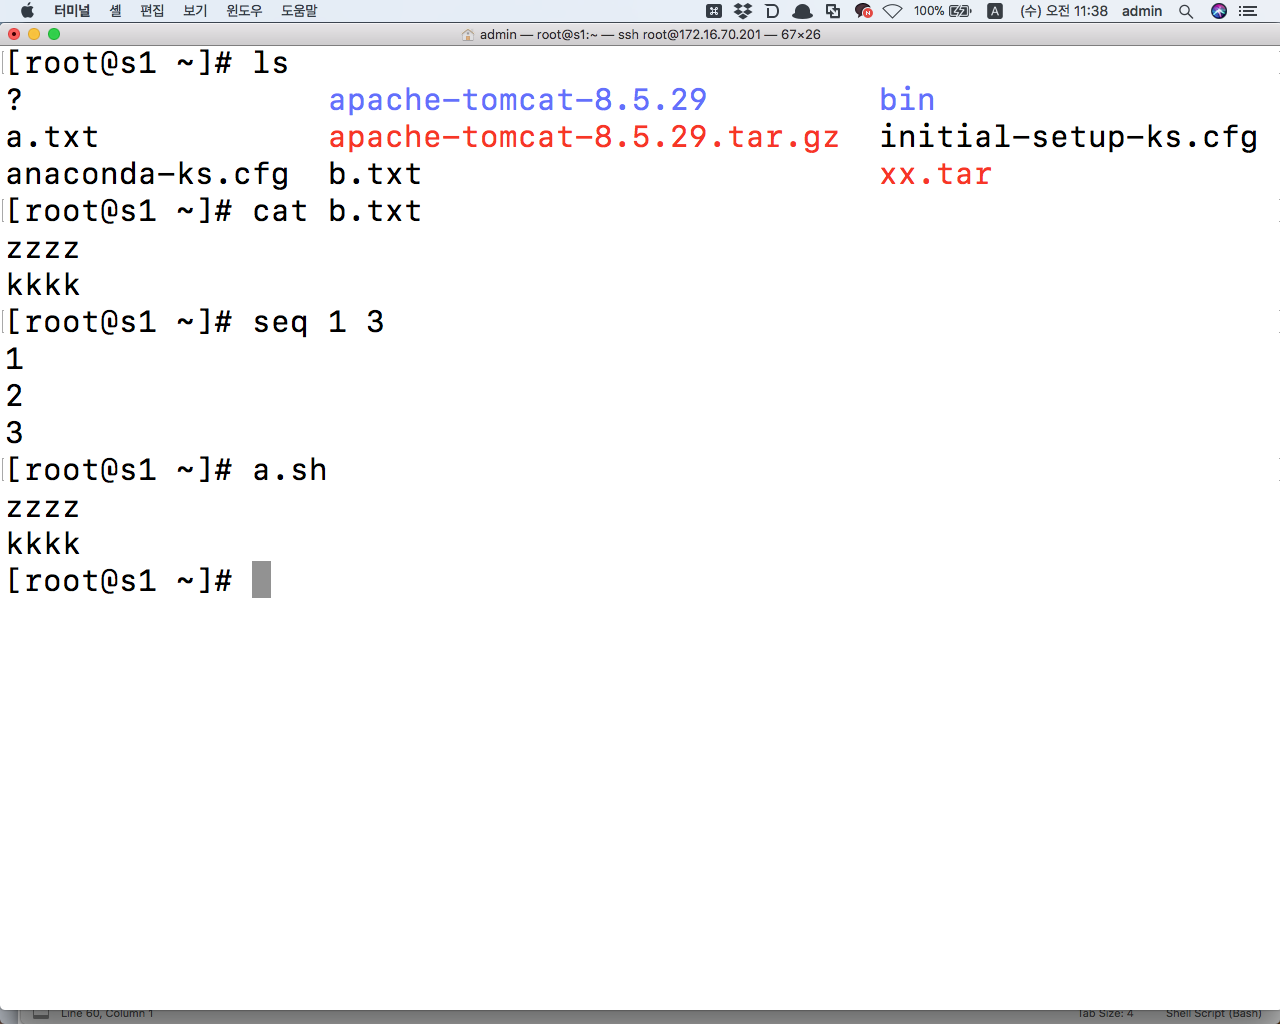 터미널 셸 편집 보기 윈도우 도움말 100% A (수) 오전 11:38 admin
admin — root@s1:~ — ssh root@172.16.70.201 — 67×26
[root@s1 ~]# ls
? apache-tomcat-8.5.29 bin
a.txt apache-tomcat-8.5.29.tar.gz initial-setup-ks.cfg
anaconda-ks.cfg b.txt xx.tar
[root@s1 ~]# cat b.txt
zzzz
kkkk
[root@s1 ~]# seq 1 3
1
2
3
[root@s1 ~]# a.sh
zzzz
kkkk
[root@s1 ~]#
Line 60, Column 1 Tab Size: 4 Shell Script (Bash)